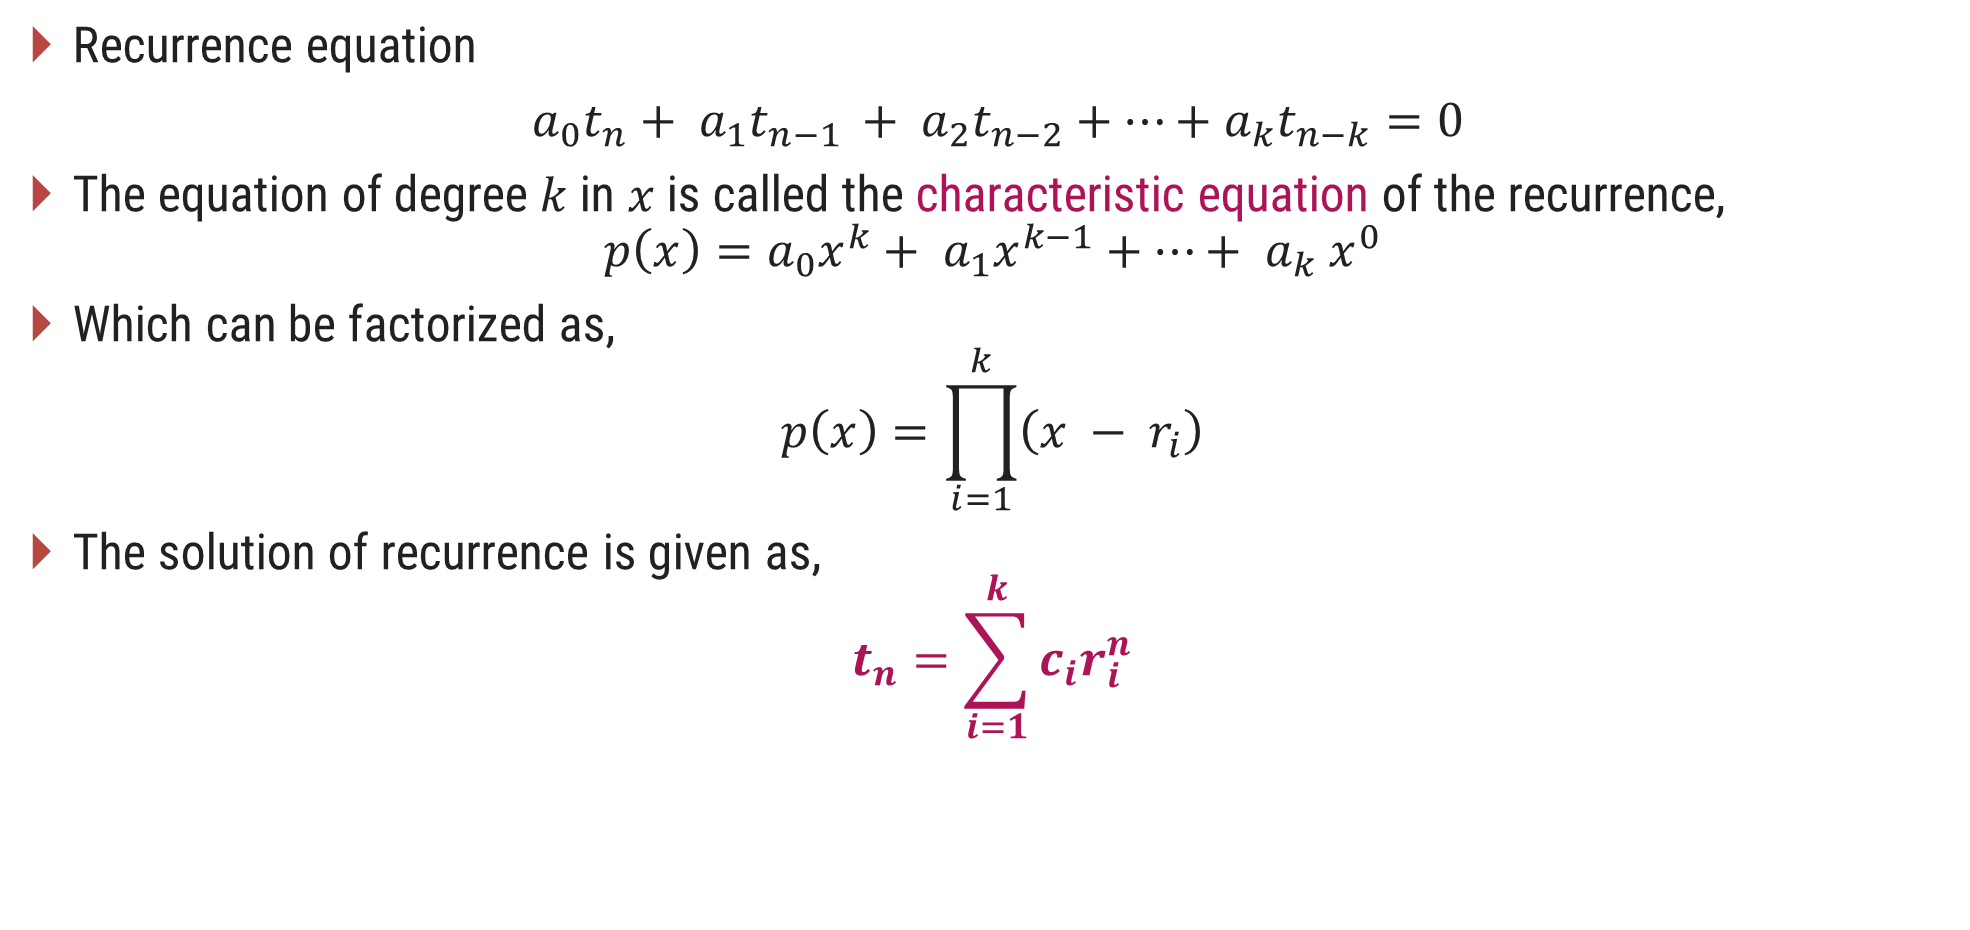 Recurrence equation
a₀tₙ + a₁tₙ₋₁ + a₂tₙ₋₂ + ⋯ + aₖtₙ₋ₖ = 0
The equation of degree k in x is called the characteristic equation of the recurrence,
p(x) = a₀xᵏ + a₁xᵏ⁻¹ + ⋯ + aₖ x⁰
Which can be factorized as,
p(x) = ∏_{i=1}^{k} (x − rᵢ)
The solution of recurrence is given as,
tₙ = ∑_{i=1}^{k} cᵢrᵢⁿ